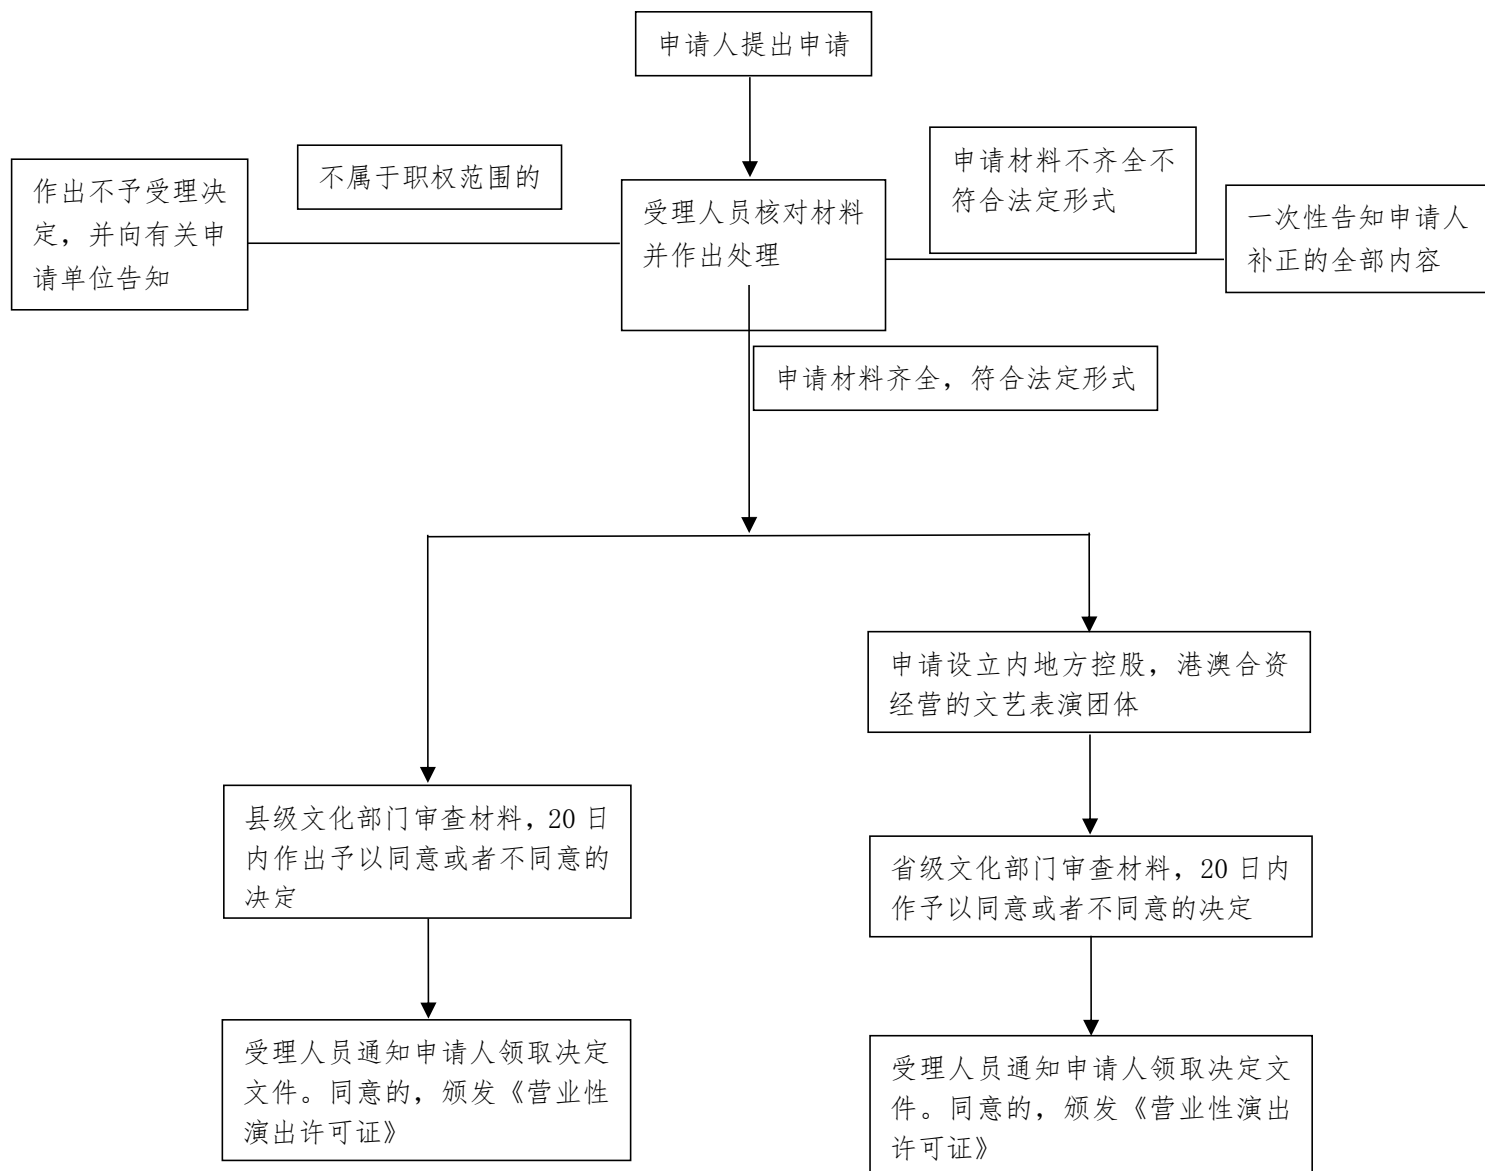 申请人提出申请
不属于职权范围的
申请材料不齐全不
符合法定形式
作出不予受理决
定，并向有关申
请单位告知
受理人员核对材料
并作出处理
一次性告知申请人
补正的全部内容
申请材料齐全，符合法定形式
申请设立内地方控股，港澳合资
经营的文艺表演团体
县级文化部门审查材料，20 日
内作出予以同意或者不同意的
决定
省级文化部门审查材料，20 日内
作予以同意或者不同意的决定
受理人员通知申请人领取决定
文件。同意的，颁发《营业性
演出许可证》
受理人员通知申请人领取决定文
件。同意的，颁发《营业性演出
许可证》